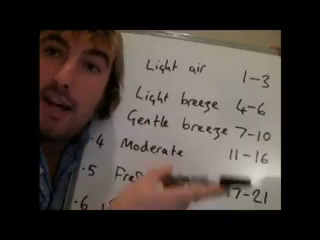 Light air 1-3
Light breeze 4-6
Gentle breeze 7-10
-4 Moderate 11-16
-5 17-21
-6